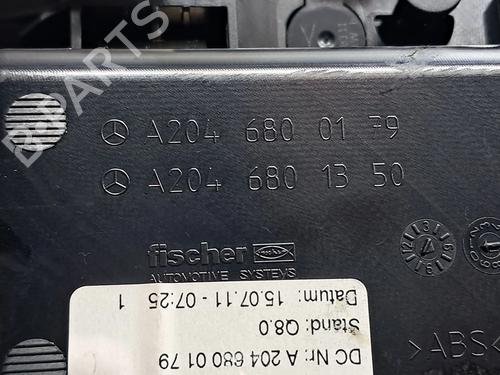 B-PARTS
A204 680 01 79
A204 680 13 50
fischer
AUTOMOTIVE SYSTEMS
DC Nr: A 204 680 01 79
Stand: Q8.0
Datum: 15.07.11 - 07:25 1
>ABS<